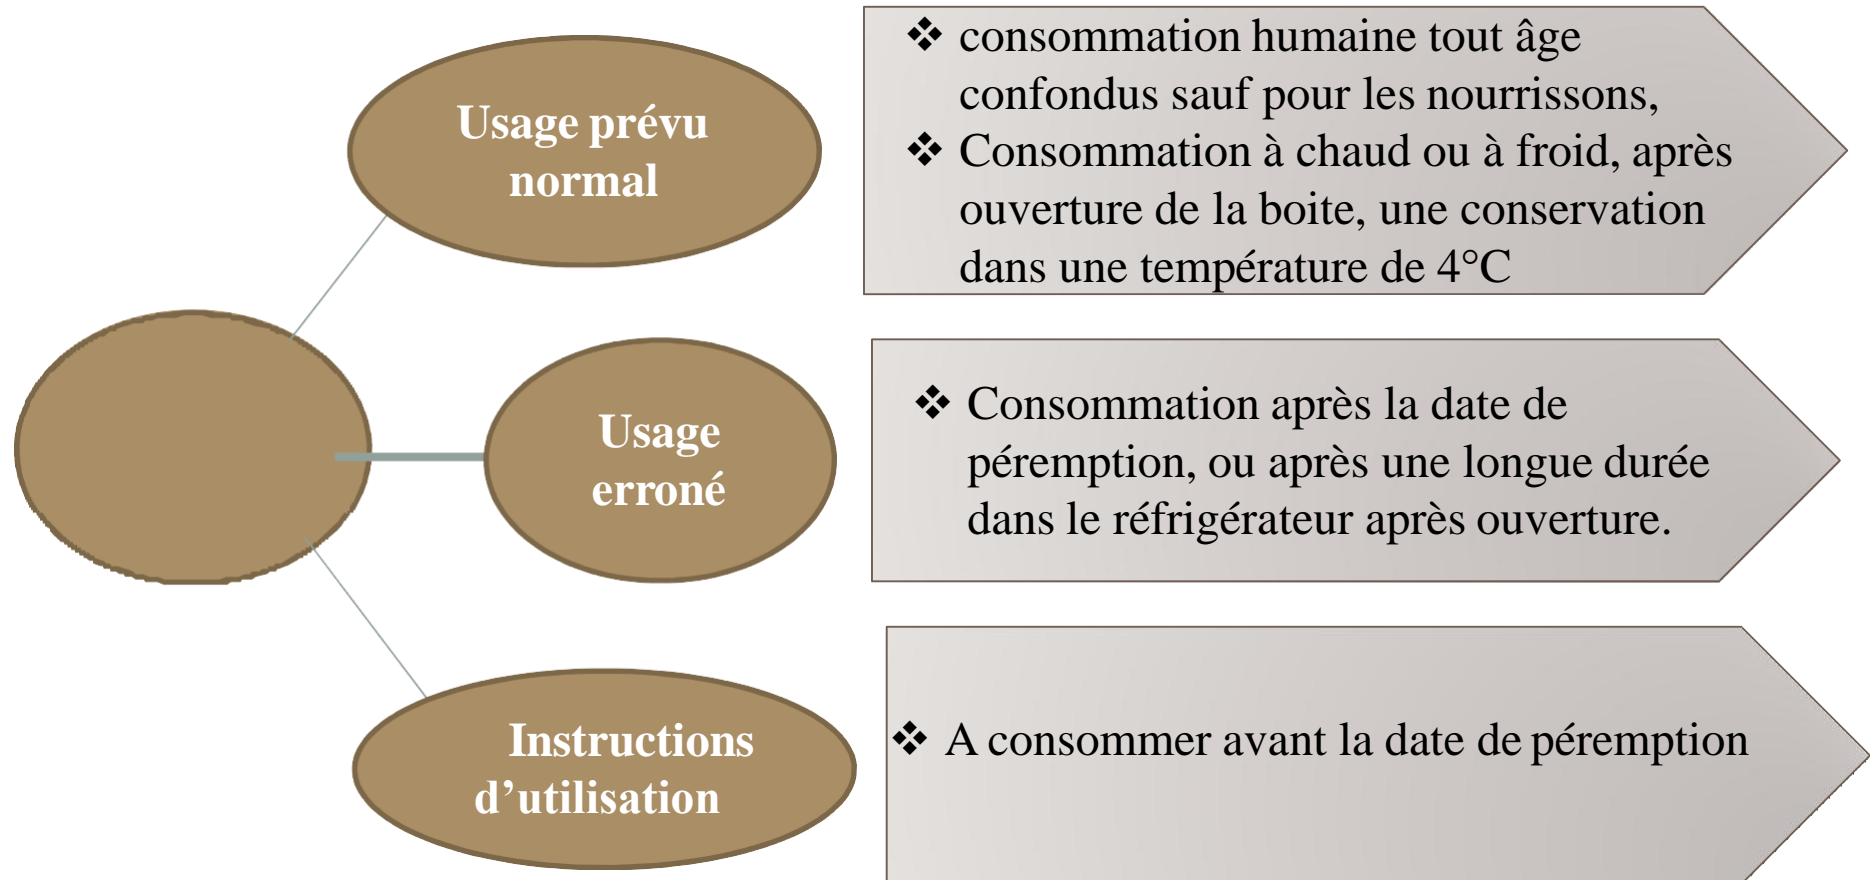 Usage prévu
normal
❖ consommation humaine tout âge
confondus sauf pour les nourrissons,
❖ Consommation à chaud ou à froid, après
ouverture de la boite, une conservation
dans une température de 4°C
Usage
erroné
❖ Consommation après la date de
péremption, ou après une longue durée
dans le réfrigérateur après ouverture.
Instructions
d’utilisation
❖ A consommer avant la date de péremption